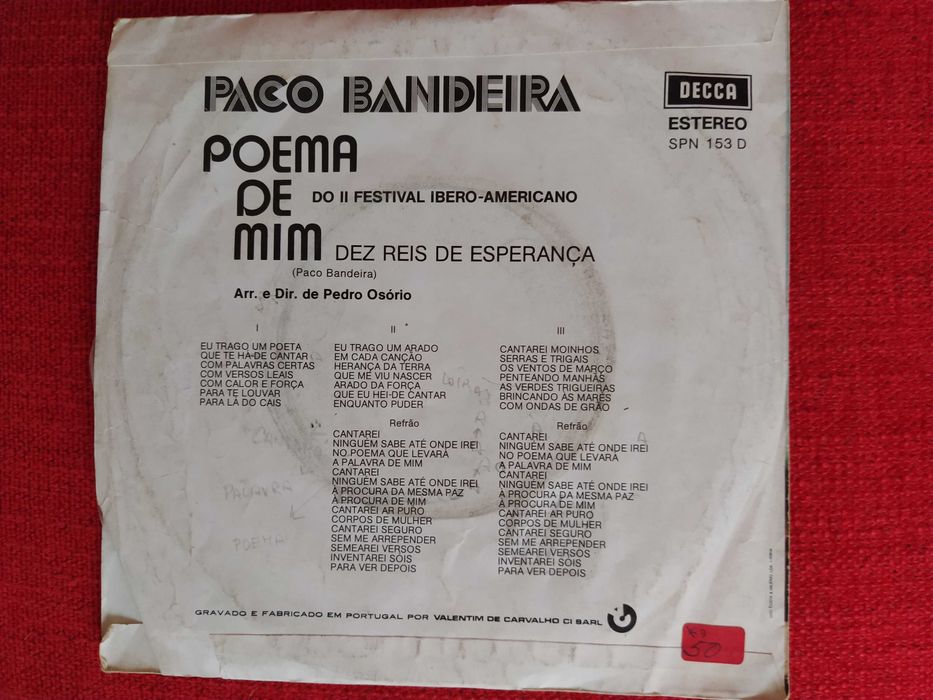 PACO BANDEIRA
DECCA
ESTEREO
SPN 153 D
POEMA
DE
MIM
DO II FESTIVAL IBERO-AMERICANO
DEZ REIS DE ESPERANÇA
(Paco Bandeira)
Arr. e Dir. de Pedro Osório
I
EU TRAGO UM POETA
QUE TE HA-DE CANTAR
COM PALAVRAS CERTAS
COM VERSOS LEAIS
COM CALOR E FORÇA
PARA TE LOUVAR
PARA LÁ DO CAIS
II
EU TRAGO UM ARADO
EM CADA CANÇÃO
HERANÇA DA TERRA
QUE ME VIU NASCER
ARADO DA FORÇA
QUE EU HEI-DE CANTAR
ENQUANTO PUDER
Refrão
CANTAREI
NINGUÉM SABE ATÉ ONDE IREI
NO POEMA QUE LEVARÁ
A PALAVRA DE MIM
CANTAREI
NINGUÉM SABE ATÉ ONDE IREI
À PROCURA DA MESMA PAZ
À PROCURA DE MIM
CANTAREI AR PURO
CORPOS DE MULHER
CANTAREI SEGURO
SEM ME ARREPENDER
SEMEAREI VERSOS
INVENTAREI SÓIS
PARA VER DEPOIS
III
CANTAREI MOINHOS
SERRAS E TRIGAIS
OS VENTOS DE MARÇO
PENTEANDO MANHÃS
AS VERDES TRIGUEIRAS
BRINCANDO AS MARÉS
COM ONDAS DE GRÃO
Refrão
CANTAREI
NINGUÉM SABE ATÉ ONDE IREI
NO POEMA QUE LEVARÁ
A PALAVRA DE MIM
CANTAREI
NINGUÉM SABE ATÉ ONDE IREI
À PROCURA DA MESMA PAZ
À PROCURA DE MIM
CANTAREI AR PURO
CORPOS DE MULHER
CANTAREI SEGURO
SEM ME ARREPENDER
SEMEAREI VERSOS
INVENTAREI SÓIS
PARA VER DEPOIS
PALAVRA
POEMA
GRAVADO E FABRICADO EM PORTUGAL POR VALENTIM DE CARVALHO CI SARL
50